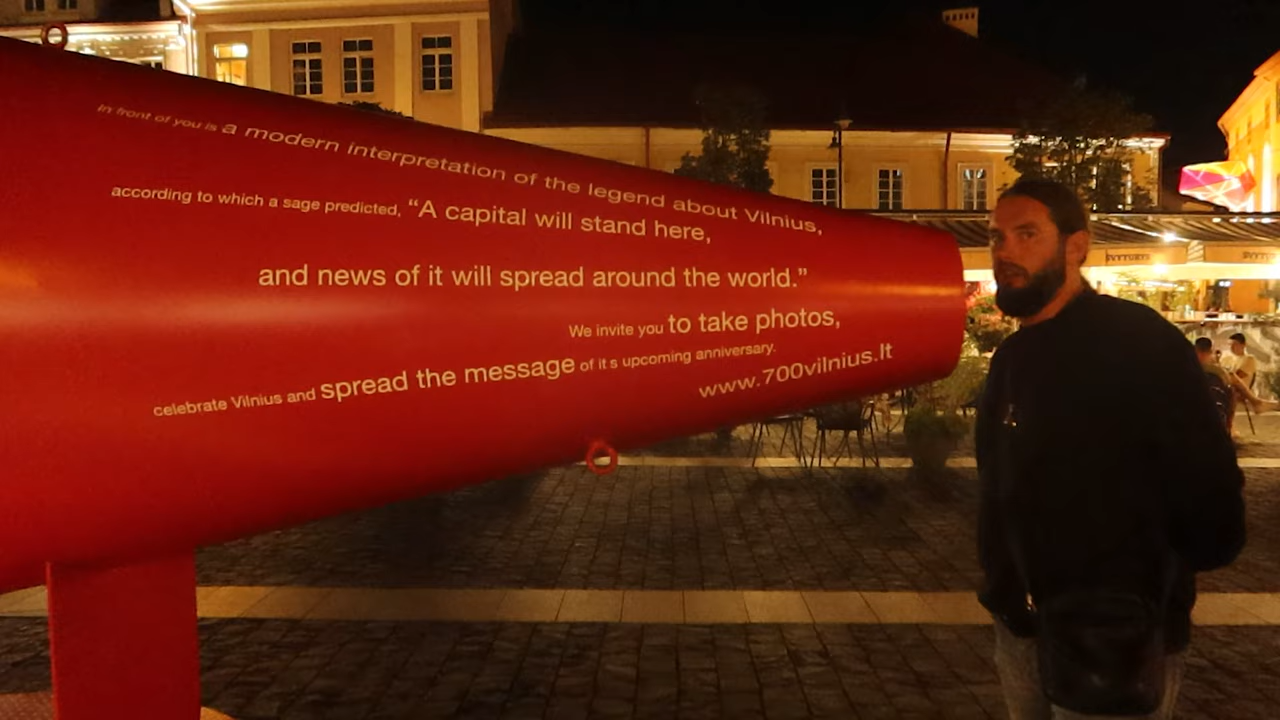 In front of you is a modern interpretation of the legend about Vilnius,
according to which a sage predicted, “A capital will stand here,
and news of it will spread around the world.”
We invite you to take photos,
celebrate Vilnius and spread the message of its upcoming anniversary.
www.700vilnius.lt